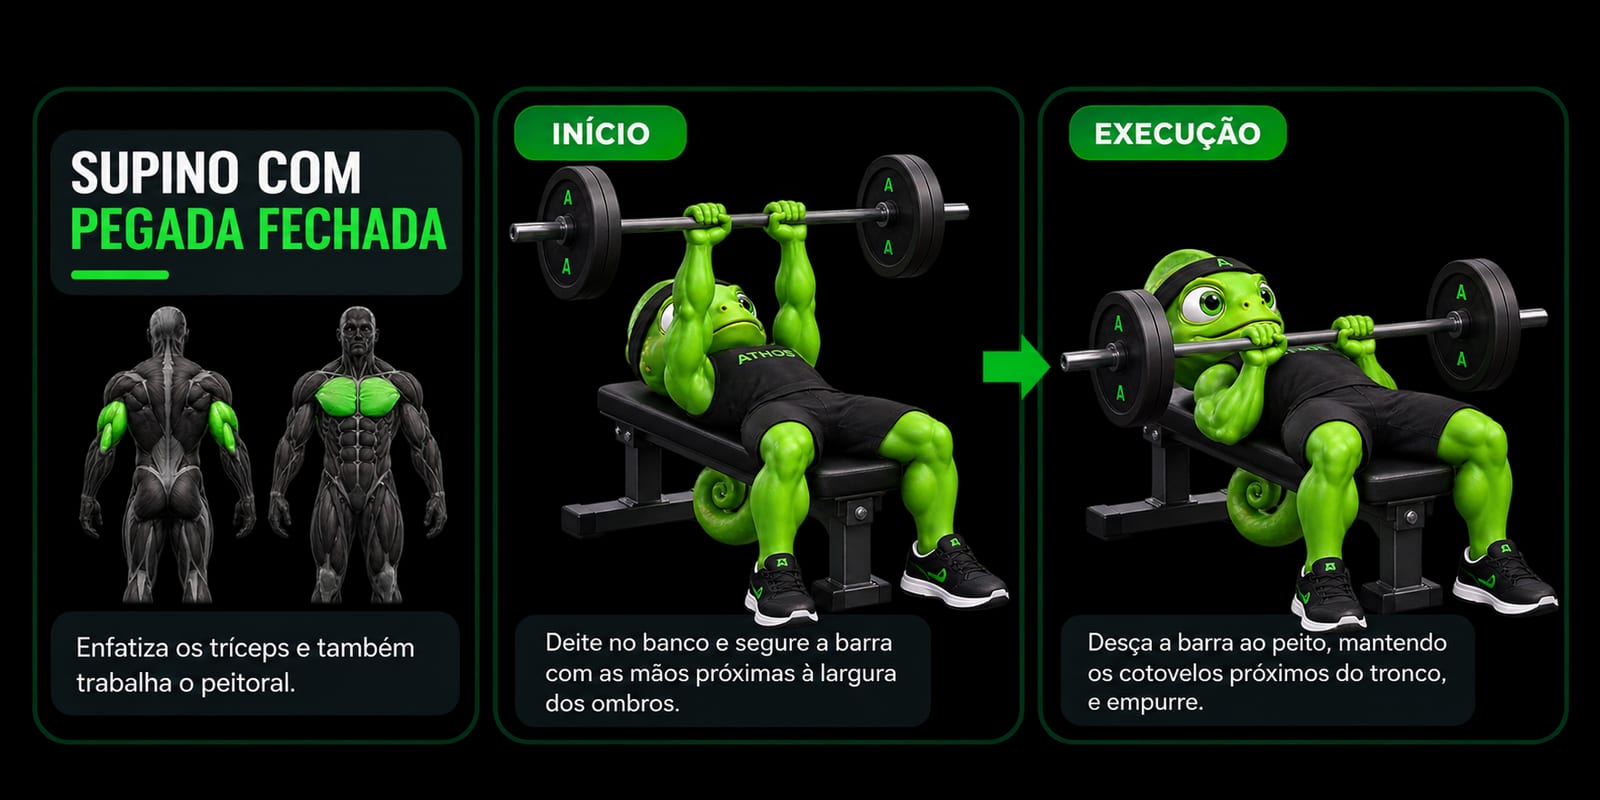 SUPINO COM
PEGADA FECHADA
Enfatiza os tríceps e também
trabalha o peitoral.
INÍCIO
A
A
A
A
ATHOS
Deite no banco e segure a barra
com as mãos próximas à largura
dos ombros.
EXECUÇÃO
A
A
A
A
A
Desça a barra ao peito, mantendo
os cotovelos próximos do tronco,
e empurre.